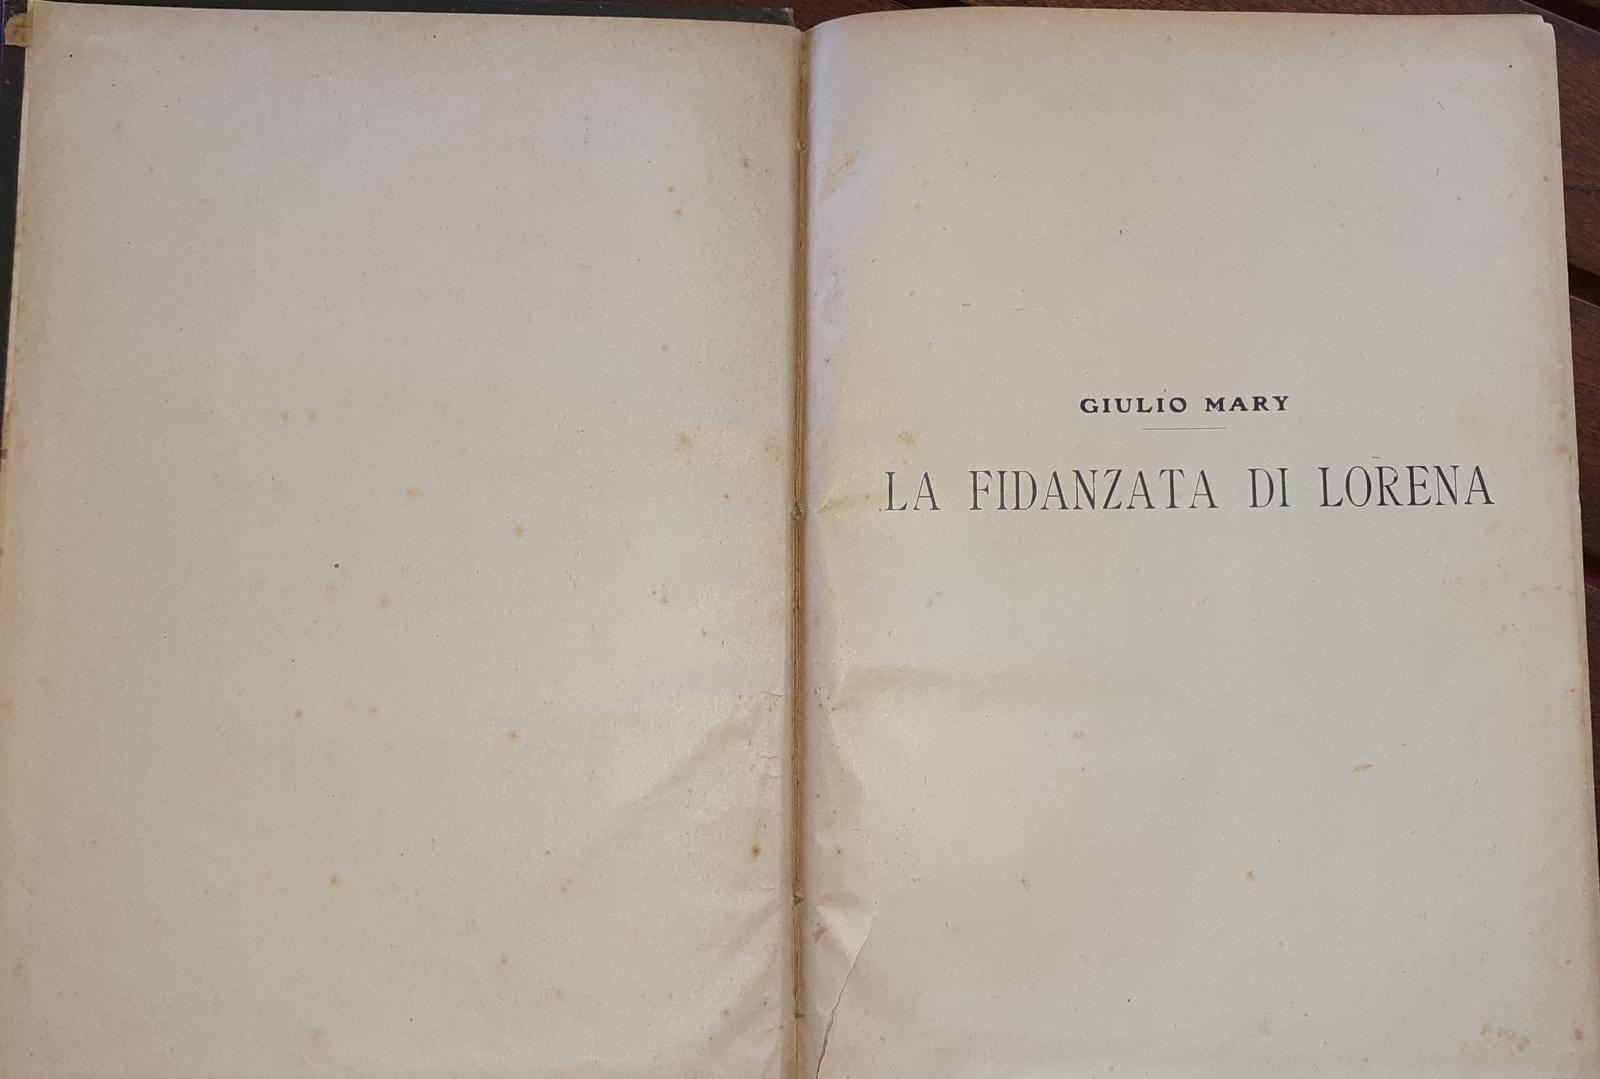 GIULIO MARY
LA FIDANZATA DI LORENA